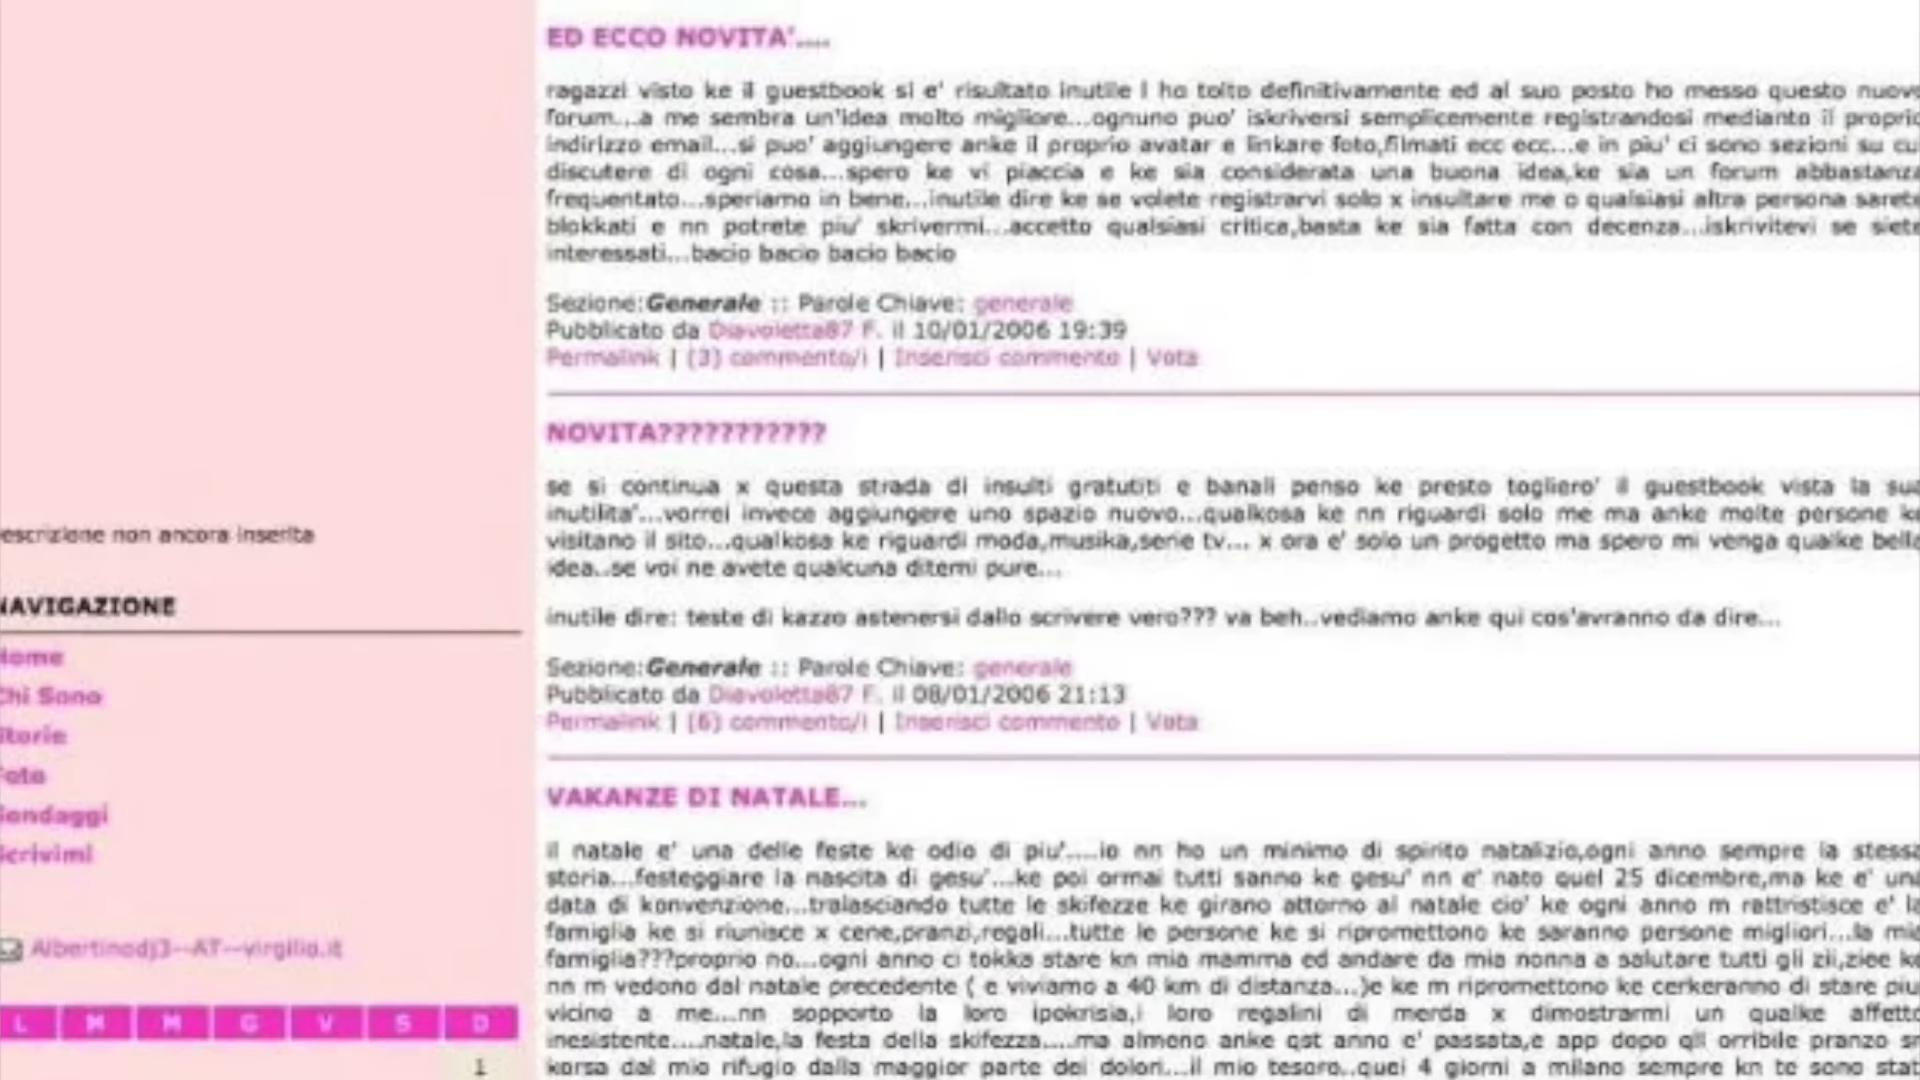 ED ECCO NOVITA'....
ragazzi visto ke il guestbook si e' risultato inutile l ho tolto definitivamente ed al suo posto ho messo questo nuovo
forum...a me sembra un'idea molto migliore...ognuno puo' iskriversi semplicemente registrandosi medianto il proprio
indirizzo email...si puo' aggiungere anke il proprio avatar e linkare foto,filmati ecc ecc...e in piu' ci sono sezioni su cui
discutere di ogni cosa...spero ke vi piaccia e ke sia considerata una buona idea,ke sia un forum abbastanza
frequentato...speriamo in bene...inutile dire ke se volete registrarvi solo x insultare me o qualsiasi altra persona sarete
blokkati e nn potrete piu' skrivermi...accetto qualsiasi critica,basta ke sia fatta con decenza...iskrivitevi se siete
interessati...bacio bacio bacio bacio
Sezione:Generale :: Parole Chiave: generale
Pubblicato da Diavoletta87 F. il 10/01/2006 19:39
Permalink | (3) commento/i | Inserisci commento | Vota
NOVITA???????????
se si continua x questa strada di insulti gratutiti e banali penso ke presto togliero' il guestbook vista la sua
inutilita'...vorrei invece aggiungere uno spazio nuovo...qualkosa ke nn riguardi solo me ma anke molte persone ke
visitano il sito...qualkosa ke riguardi moda,musika,serie tv... x ora e' solo un progetto ma spero mi venga qualke bella
idea..se voi ne avete qualcuna ditemi pure...
inutile dire: teste di kazzo astenersi dallo scrivere vero??? va beh..vediamo anke qui cos'avranno da dire...
Sezione:Generale :: Parole Chiave: generale
Pubblicato da Diavoletta87 F. il 08/01/2006 21:13
Permalink | (6) commento/i | Inserisci commento | Vota
VAKANZE DI NATALE...
il natale e' una delle feste ke odio di piu'....io nn ho un minimo di spirito natalizio,ogni anno sempre la stessa
storia...festeggiare la nascita di gesu'...ke poi ormai tutti sanno ke gesu' nn e' nato quel 25 dicembre,ma ke e' una
data di konvenzione...tralasciando tutte le skifezze ke girano attorno al natale cio' ke ogni anno m rattristisce e' la
famiglia ke si riunisce x cene,pranzi,regali...tutte le persone ke si ripromettono ke saranno persone migliori...la mia
famiglia???proprio no...ogni anno ci tokka stare kn mia mamma ed andare da mia nonna a salutare tutti gli zii,ziee ke
nn m vedono dal natale precedente ( e viviamo a 40 km di distanza...)e ke m ripromettono ke cerkeranno di stare piu
vicino a me...nn sopporto la loro ipokrisia,i loro regalini di merda x dimostrarmi un qualke affetto
inesistente....natale,la festa della skifezza....ma almeno anke qst anno e' passata,e app dopo qll orribile pranzo sn
korsa dal mio rifugio dalla maggior parte dei dolori...il mio tesoro..quei 4 giorni a milano sempre kn te sono stati
escrizione non ancora inserita
NAVIGAZIONE
Home
Chi Sono
Storie
Foto
Sondaggi
Scrivimi
Albertinodj3--AT--virgilio.it
L M M G V S D
1